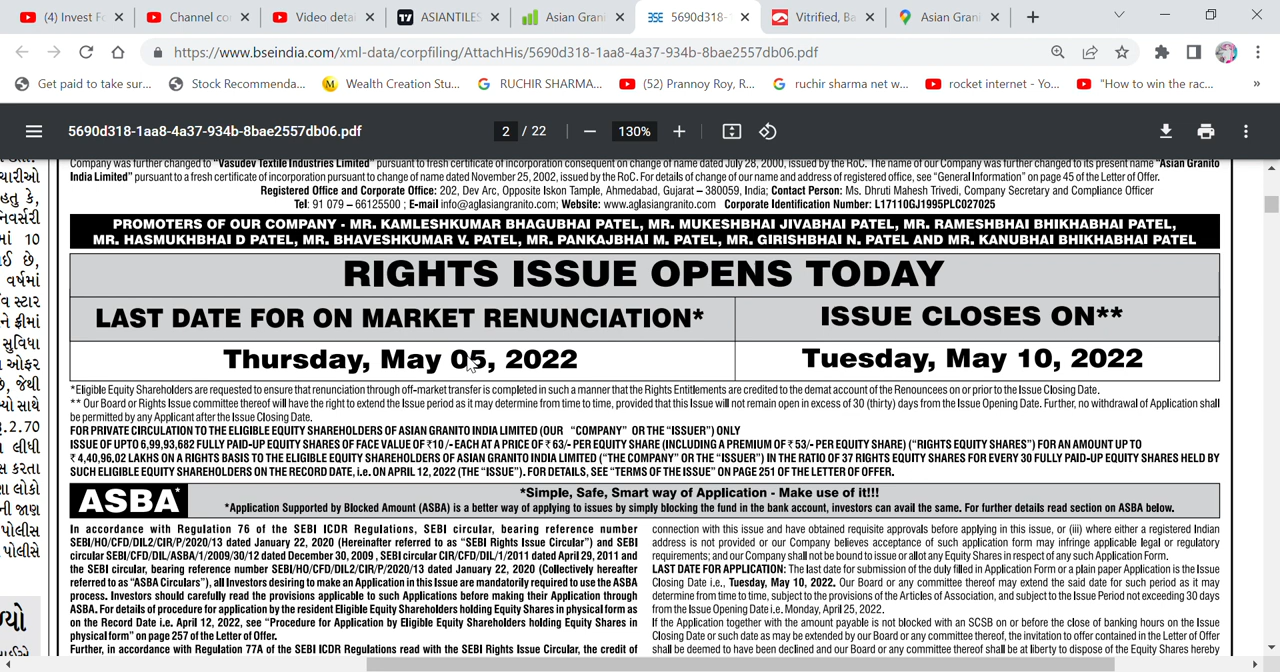 (4) Invest F
Channel co
Video detai
ASIANTILES
Asian Grani
5690d318-1
Vitrified, Ba
Asian Gran
https://www.bseindia.com/xml-data/corpfiling/AttachHis/5690d318-1aa8-4a37-934b-8bae2557db06.pdf
Get paid to take sur...
Stock Recommenda...
Wealth Creation Stu...
RUCHIR SHARMA...
(52) Prannoy Roy, R...
ruchir sharma net w...
rocket internet - Yo...
"How to win the rac...
»
5690d318-1aa8-4a37-934b-8bae2557db06.pdf
2 / 22
130%
Company was further changed to "Vasudev Textile Industries Limited" pursuant to fresh certificate of incorporation consequent on change of name dated July 28, 2000, issued by the RoC. The name of our Company was further changed to its present name "Asian Granito
India Limited" pursuant to a fresh certificate of incorporation pursuant to change of name dated November 25, 2002, issued by the RoC. For details of change of our name and address of registered office, see "General Information" on page 45 of the Letter of Offer.
Registered Office and Corporate Office: 202, Dev Arc, Opposite Iskon Tample, Ahmedabad, Gujarat – 380059, India; Contact Person: Ms. Dhruti Mahesh Trivedi, Company Secretary and Compliance Officer
Tel: 91 079 – 66125500 ; E-mail info@aglasiangranito.com; Website: www.aglasiangranito.com Corporate Identification Number: L17110GJ1995PLC027025
PROMOTERS OF OUR COMPANY - MR. KAMLESHKUMAR BHAGUBHAI PATEL, MR. MUKESHBHAI JIVABHAI PATEL, MR. RAMESHBHAI BHIKHABHAI PATEL,
MR. HASMUKHBHAI D PATEL, MR. BHAVESHKUMAR V. PATEL, MR. PANKAJBHAI M. PATEL, MR. GIRISHBHAI N. PATEL AND MR. KANUBHAI BHIKHABHAI PATEL
RIGHTS ISSUE OPENS TODAY
LAST DATE FOR ON MARKET RENUNCIATION*
ISSUE CLOSES ON**
Thursday, May 05, 2022
Tuesday, May 10, 2022
*Eligible Equity Shareholders are requested to ensure that renunciation through off-market transfer is completed in such a manner that the Rights Entitlements are credited to the demat account of the Renouncees on or prior to the Issue Closing Date.
** Our Board or Rights Issue committee thereof will have the right to extend the Issue period as it may determine from time to time, provided that this Issue will not remain open in excess of 30 (thirty) days from the Issue Opening Date. Further, no withdrawal of Application shall
be permitted by any Applicant after the Issue Closing Date.
FOR PRIVATE CIRCULATION TO THE ELIGIBLE EQUITY SHAREHOLDERS OF ASIAN GRANITO INDIA LIMITED (OUR "COMPANY" OR THE "ISSUER") ONLY
ISSUE OF UPTO 6,99,93,682 FULLY PAID-UP EQUITY SHARES OF FACE VALUE OF ₹10 /- EACH AT A PRICE OF ₹ 63/- PER EQUITY SHARE (INCLUDING A PREMIUM OF ₹ 53/- PER EQUITY SHARE) ("RIGHTS EQUITY SHARES") FOR AN AMOUNT UP TO
₹ 4,40,96.02 LAKHS ON A RIGHTS BASIS TO THE ELIGIBLE EQUITY SHAREHOLDERS OF ASIAN GRANITO INDIA LIMITED ("THE COMPANY" OR THE "ISSUER") IN THE RATIO OF 37 RIGHTS EQUITY SHARES FOR EVERY 30 FULLY PAID-UP EQUITY SHARES HELD BY
SUCH ELIGIBLE EQUITY SHAREHOLDERS ON THE RECORD DATE, i.e. ON APRIL 12, 2022 (THE "ISSUE"). FOR DETAILS, SEE "TERMS OF THE ISSUE" ON PAGE 251 OF THE LETTER OF OFFER.
ASBA*
*Simple, Safe, Smart way of Application - Make use of it!!!
*Application Supported by Blocked Amount (ASBA) is a better way of applying to issues by simply blocking the fund in the bank account, investors can avail the same. For further details read section on ASBA below.
In accordance with Regulation 76 of the SEBI ICDR Regulations, SEBI circular, bearing reference number
SEBI/HO/CFD/DIL2/CIR/P/2020/13 dated January 22, 2020 (Hereinafter referred to as "SEBI Rights Issue Circular") and SEBI
circular SEBI/CFD/DIL/ASBA/1/2009/30/12 dated December 30, 2009 , SEBI circular CIR/CFD/DIL/1/2011 dated April 29, 2011 and
the SEBI circular, bearing reference number SEBI/HO/CFD/DIL2/CIR/P/2020/13 dated January 22, 2020 (Collectively hereafter
referred to as "ASBA Circulars"), all Investors desiring to make an Application in this Issue are mandatorily required to use the ASBA
process. Investors should carefully read the provisions applicable to such Applications before making their Application through
ASBA. For details of procedure for application by the resident Eligible Equity Shareholders holding Equity Shares in physical form as
on the Record Date i.e. April 12, 2022, see "Procedure for Application by Eligible Equity Shareholders holding Equity Shares in
physical form" on page 257 of the Letter of Offer.
Further, in accordance with Regulation 77A of the SEBI ICDR Regulations read with the SEBI Rights Issue Circular, the credit of
connection with this issue and have obtained requisite approvals before applying in this issue, or (iii) where either a registered Indian
address is not provided or our Company believes acceptance of such application form may infringe applicable legal or regulatory
requirements; and our Company shall not be bound to issue or allot any Equity Shares in respect of any such Application Form.
LAST DATE FOR APPLICATION: The last date for submission of the duly filled in Application Form or a plain paper Application is the Issue
Closing Date i.e., Tuesday, May 10, 2022. Our Board or any committee thereof may extend the said date for such period as it may
determine from time to time, subject to the provisions of the Articles of Association, and subject to the Issue Period not exceeding 30 days
from the Issue Opening Date i.e. Monday, April 25, 2022.
If the Application together with the amount payable is not blocked with an SCSB on or before the close of banking hours on the Issue
Closing Date or such date as may be extended by our Board or any committee thereof, the invitation to offer contained in the Letter of Offer
shall be deemed to have been declined and our Board or any committee thereof shall be at liberty to dispose of the Equity Shares hereby
ચારીઓ
હતુ કે,
માં 10
ઈ છે,
વર્ષમાં
વ સ્ટાર
ને ફ્રીમાં
સુવિધા
ઓફર
છે, જેથી
સાથે
રૂ.2.70
લીધી
કરતા
ણા લોકો
ની જાણ
પોલીસ
પોલીસે